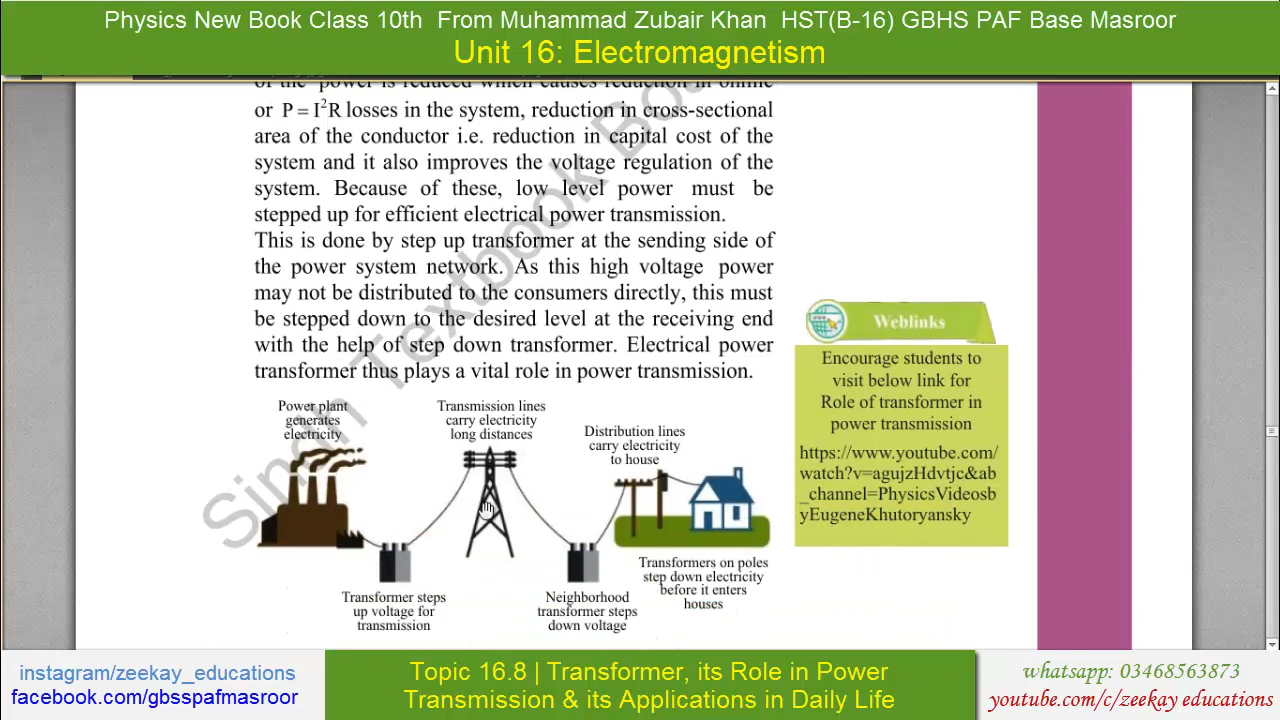 Physics New Book Class 10th From Muhammad Zubair Khan HST(B-16) GBHS PAF Base Masroor
Unit 16: Electromagnetism
of the power is reduced which causes reduction in
or P = I²R losses in the system, reduction in cross-sectional
area of the conductor i.e. reduction in capital cost of the
system and it also improves the voltage regulation of the
system. Because of these, low level power must be
stepped up for efficient electrical power transmission.
This is done by step up transformer at the sending side of
the power system network. As this high voltage power
may not be distributed to the consumers directly, this must
be stepped down to the desired level at the receiving end
with the help of step down transformer. Electrical power
transformer thus plays a vital role in power transmission.
Weblinks
Encourage students to
visit below link for
Role of transformer in
power transmission
https://www.youtube.com/
watch?v=agujzHdvtjc&ab
_channel=PhysicsVideosb
yEugeneKhutoryansky
Power plant
generates
electricity
Transmission lines
carry electricity
long distances
Distribution lines
carry electricity
to house
Transformer steps
up voltage for
transmission
Neighborhood
transformer steps
down voltage
Transformers on poles
step down electricity
before it enters
houses
Sindh Textbook
instagram/zeekay_educations
facebook.com/gbsspafmasroor
Topic 16.8 | Transformer, its Role in Power
Transmission & its Applications in Daily Life
whatsapp: 03468563873
youtube.com/c/zeekay educations